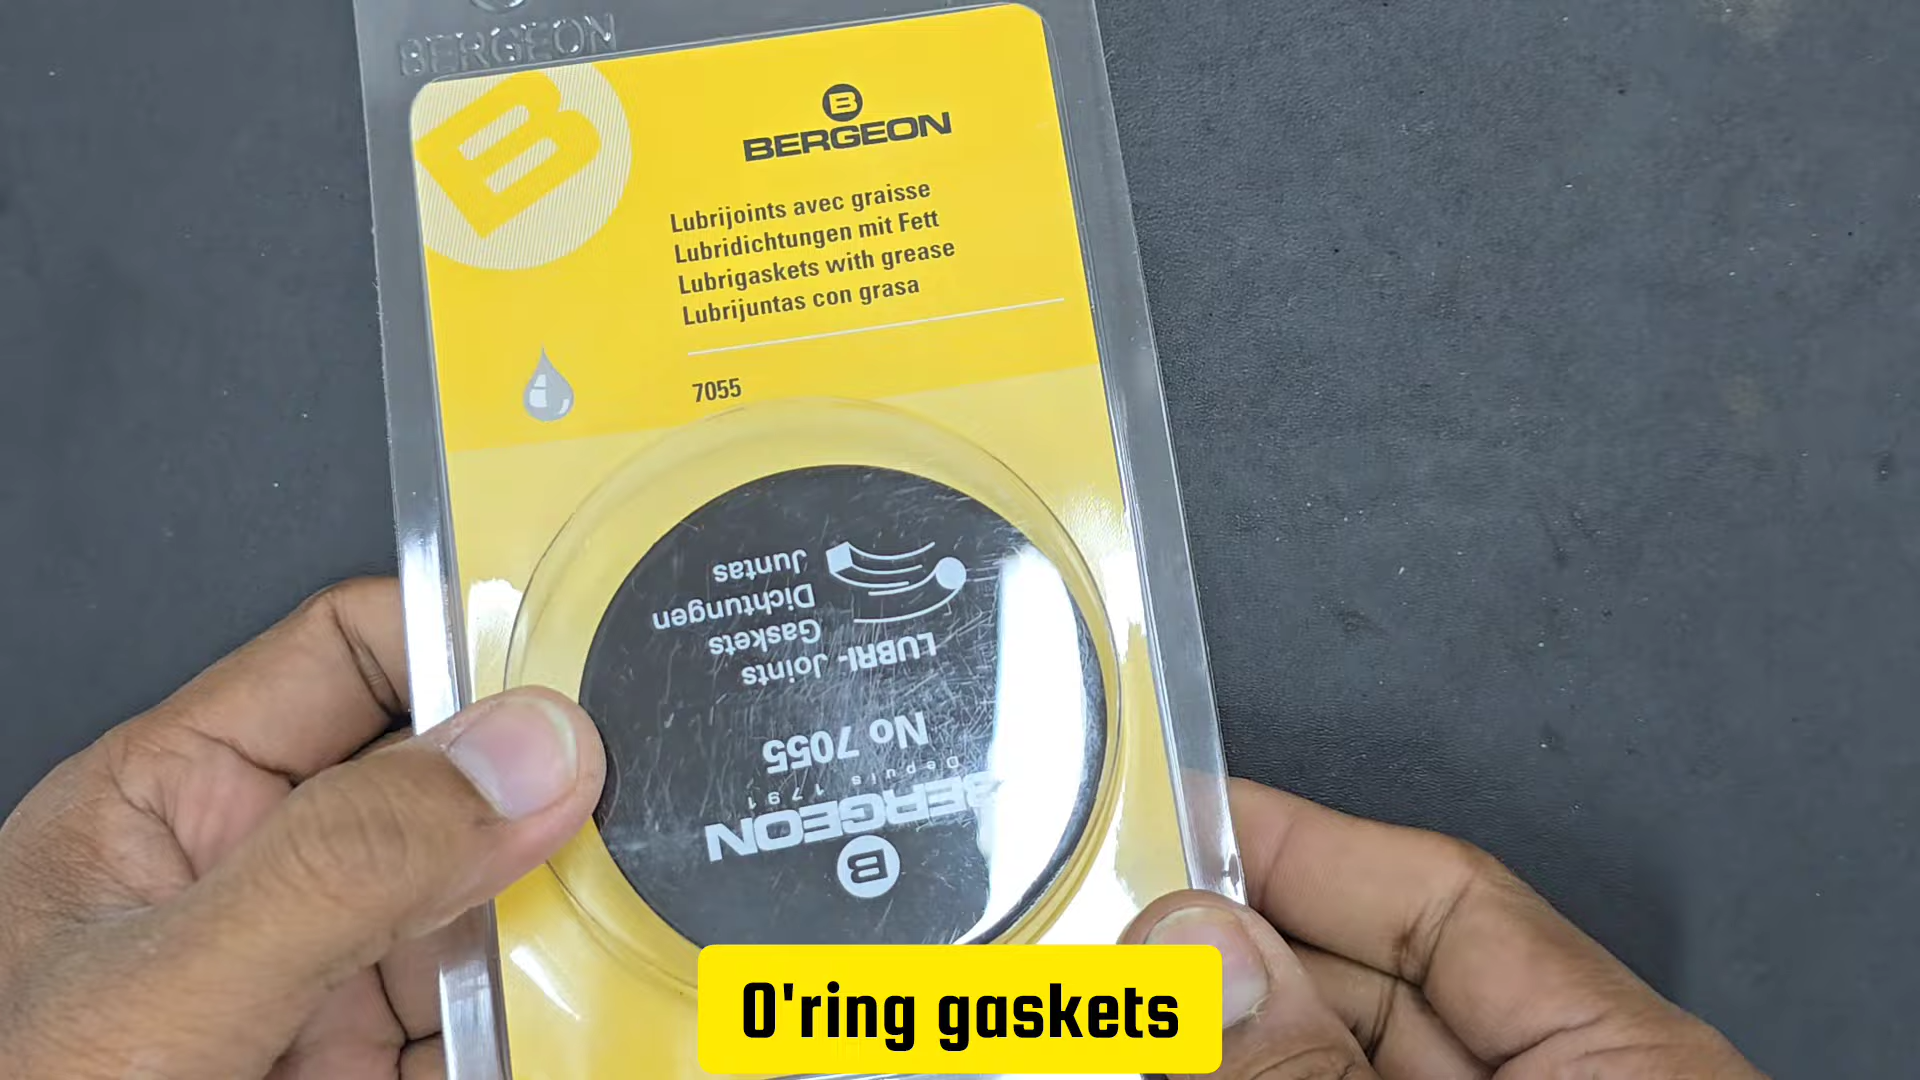 BERGEON
B
B
BERGEON
Lubrijoints avec graisse
Lubridichtungen mit Fett
Lubrigaskets with grease
Lubrijuntas con grasa
7055
B
BERGEON
Depuis 1791
No 7055
LUBRI- Joints
Gaskets
Dichtungen
Juntas
O'ring gaskets